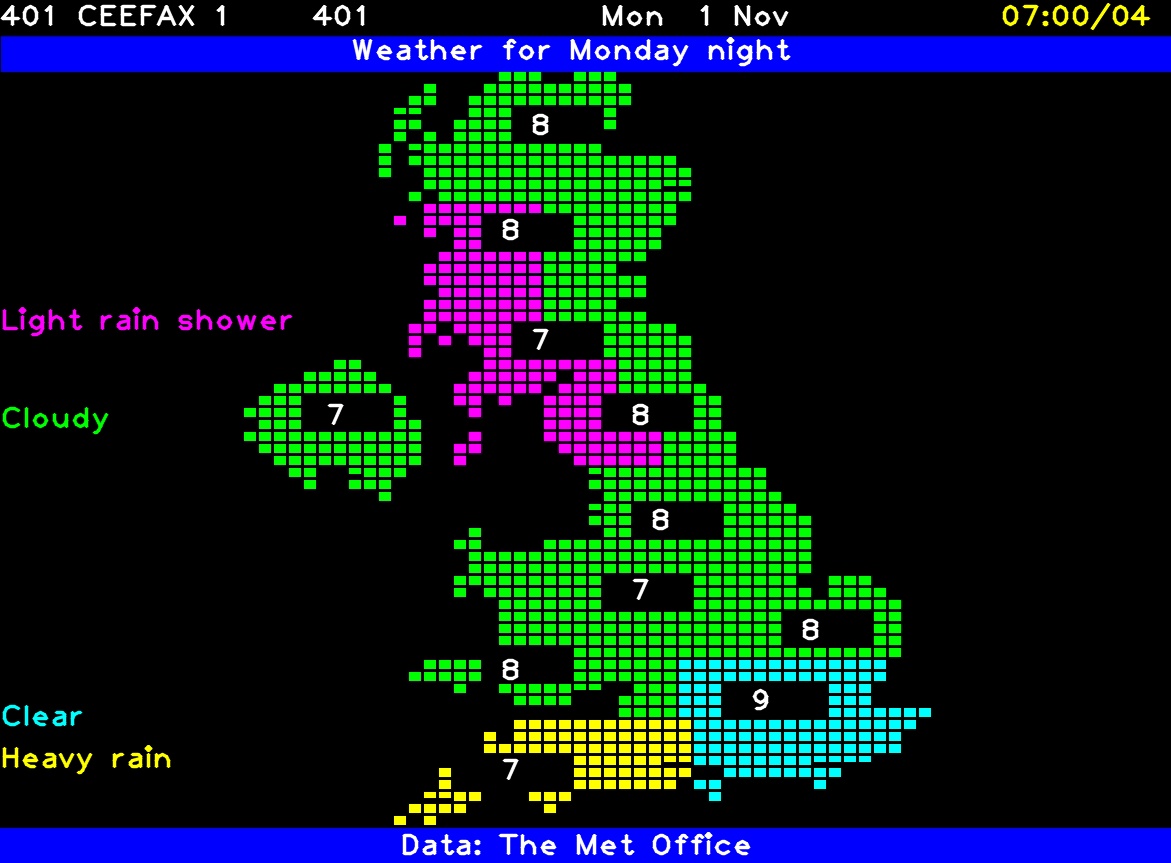 401 CEEFAX 1 401 Mon 1 Nov 07:00/04
Weather for Monday night
8
8
Light rain shower
7
7
8
Cloudy
8
7
8
8
9
Clear
Heavy rain
7
Data: The Met Office